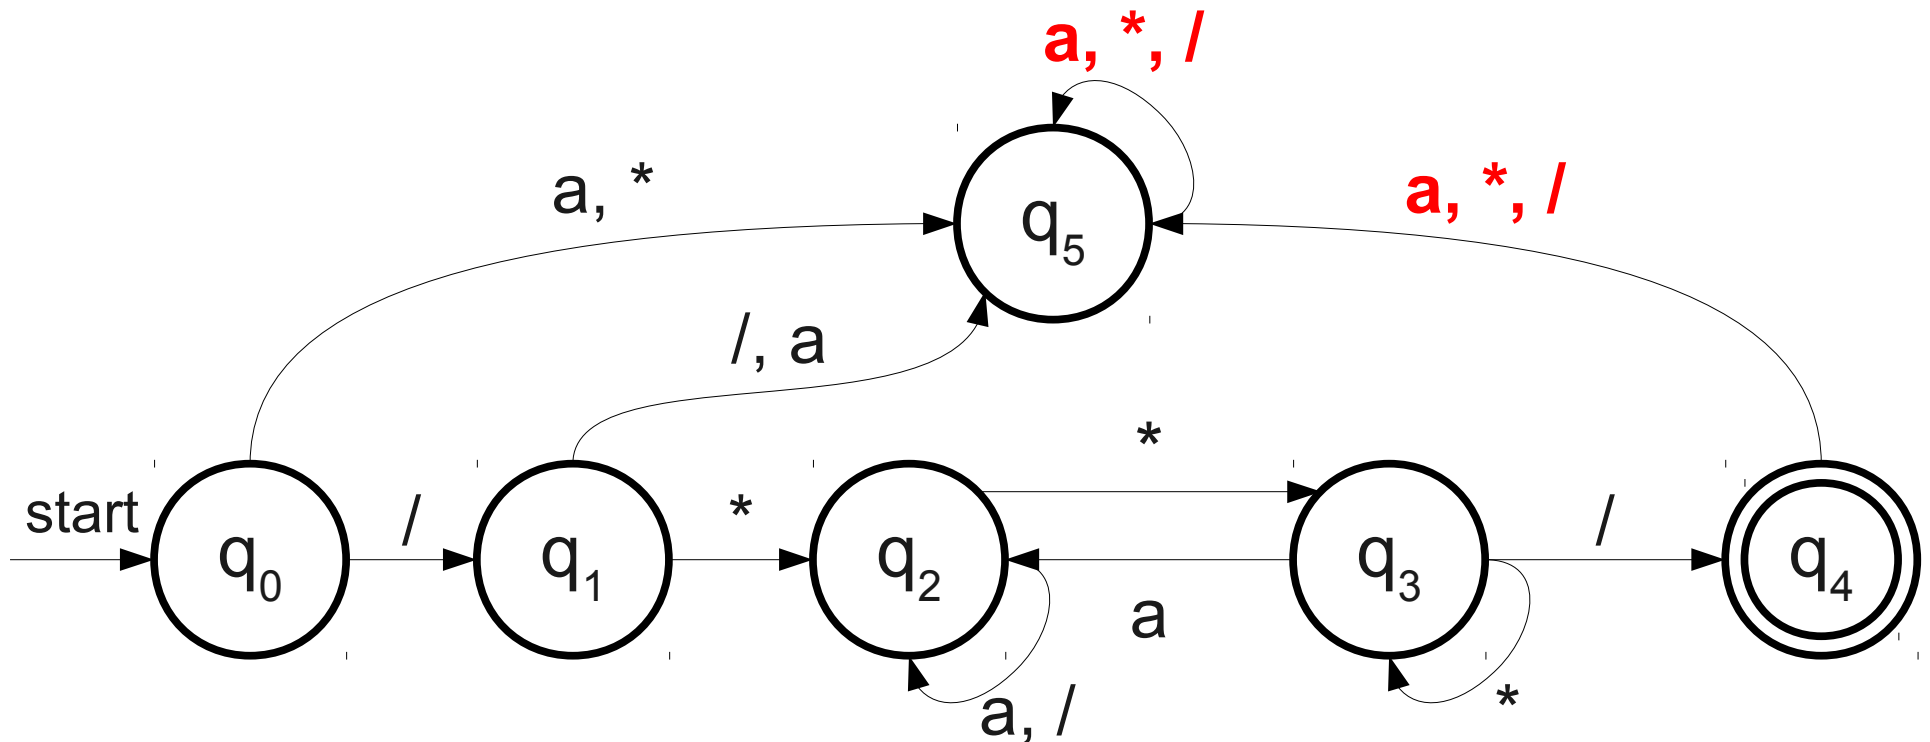 a, *, /
a, *
a, *, /
q5
/, a
*
start
/
*
/
q0
q1
q2
q3
q4
a
a, /
*